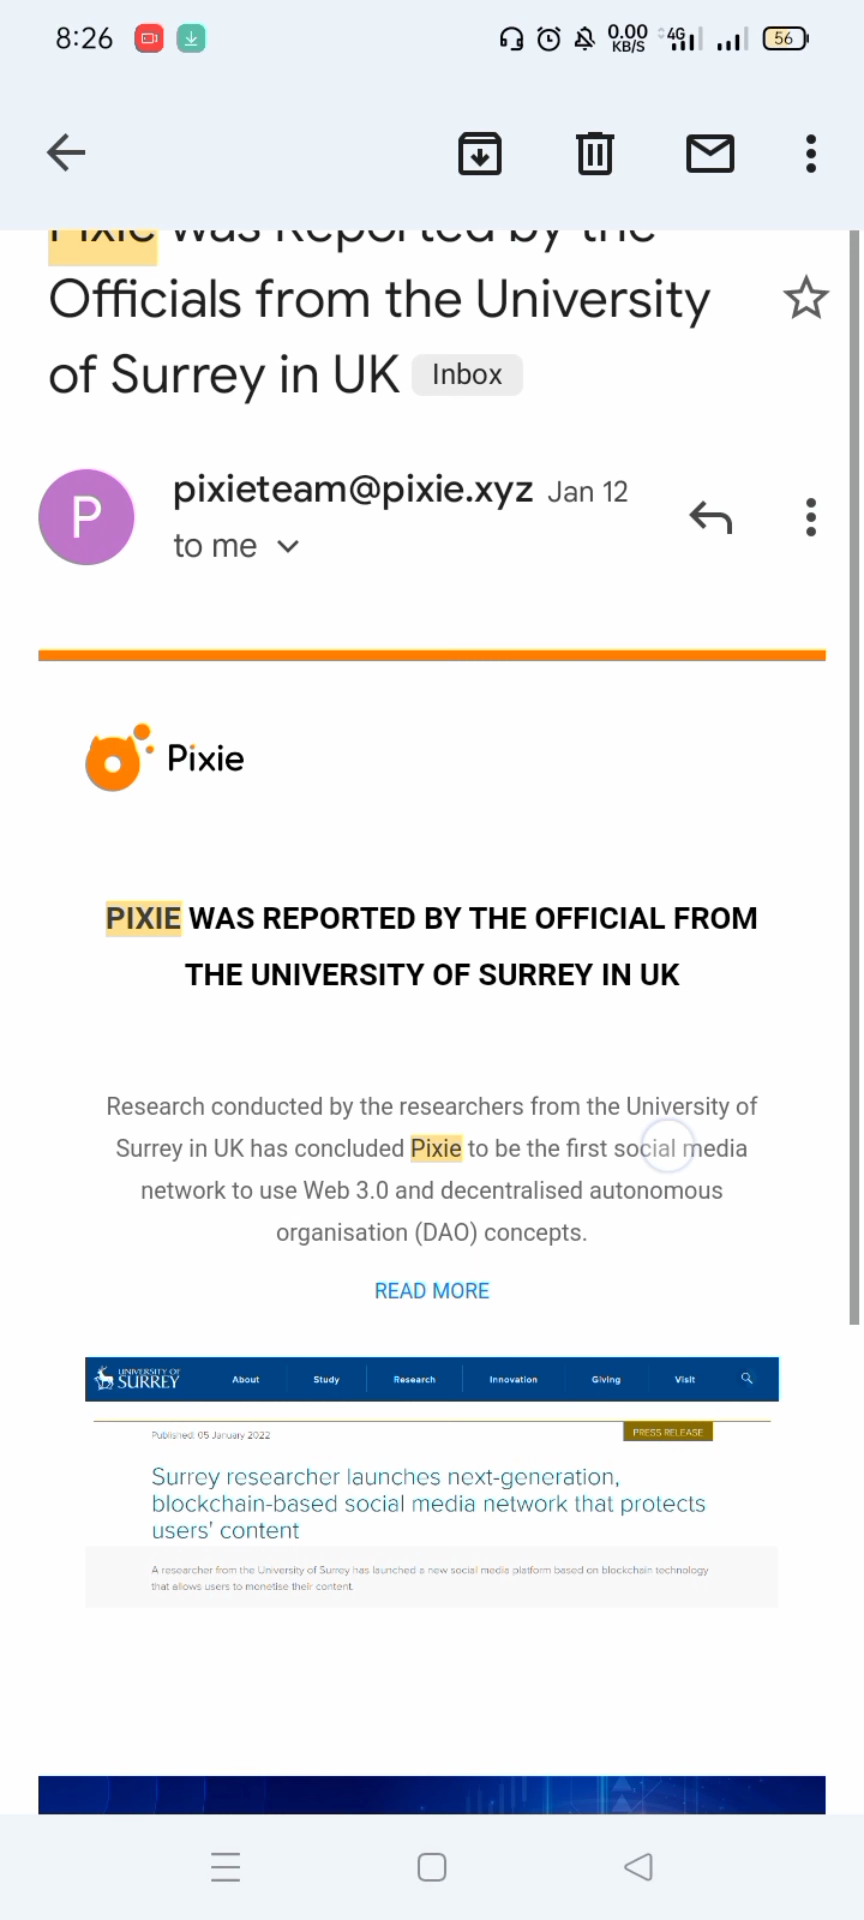 8:26
0.00
KB/S
4G
56
Pixie was Reported by the
Officials from the University
of Surrey in UK Inbox
P
pixieteam@pixie.xyz Jan 12
to me
Pixie
PIXIE WAS REPORTED BY THE OFFICIAL FROM
THE UNIVERSITY OF SURREY IN UK
Research conducted by the researchers from the University of
Surrey in UK has concluded Pixie to be the first social media
network to use Web 3.0 and decentralised autonomous
organisation (DAO) concepts.
READ MORE
UNIVERSITY OF
SURREY
About Study Research Innovation Giving Visit
Published: 05 January 2022
PRESS RELEASE
Surrey researcher launches next-generation,
blockchain-based social media network that protects
users' content
A researcher from the University of Surrey has launched a new social media platform based on blockchain technology
that allows users to monetise their content.